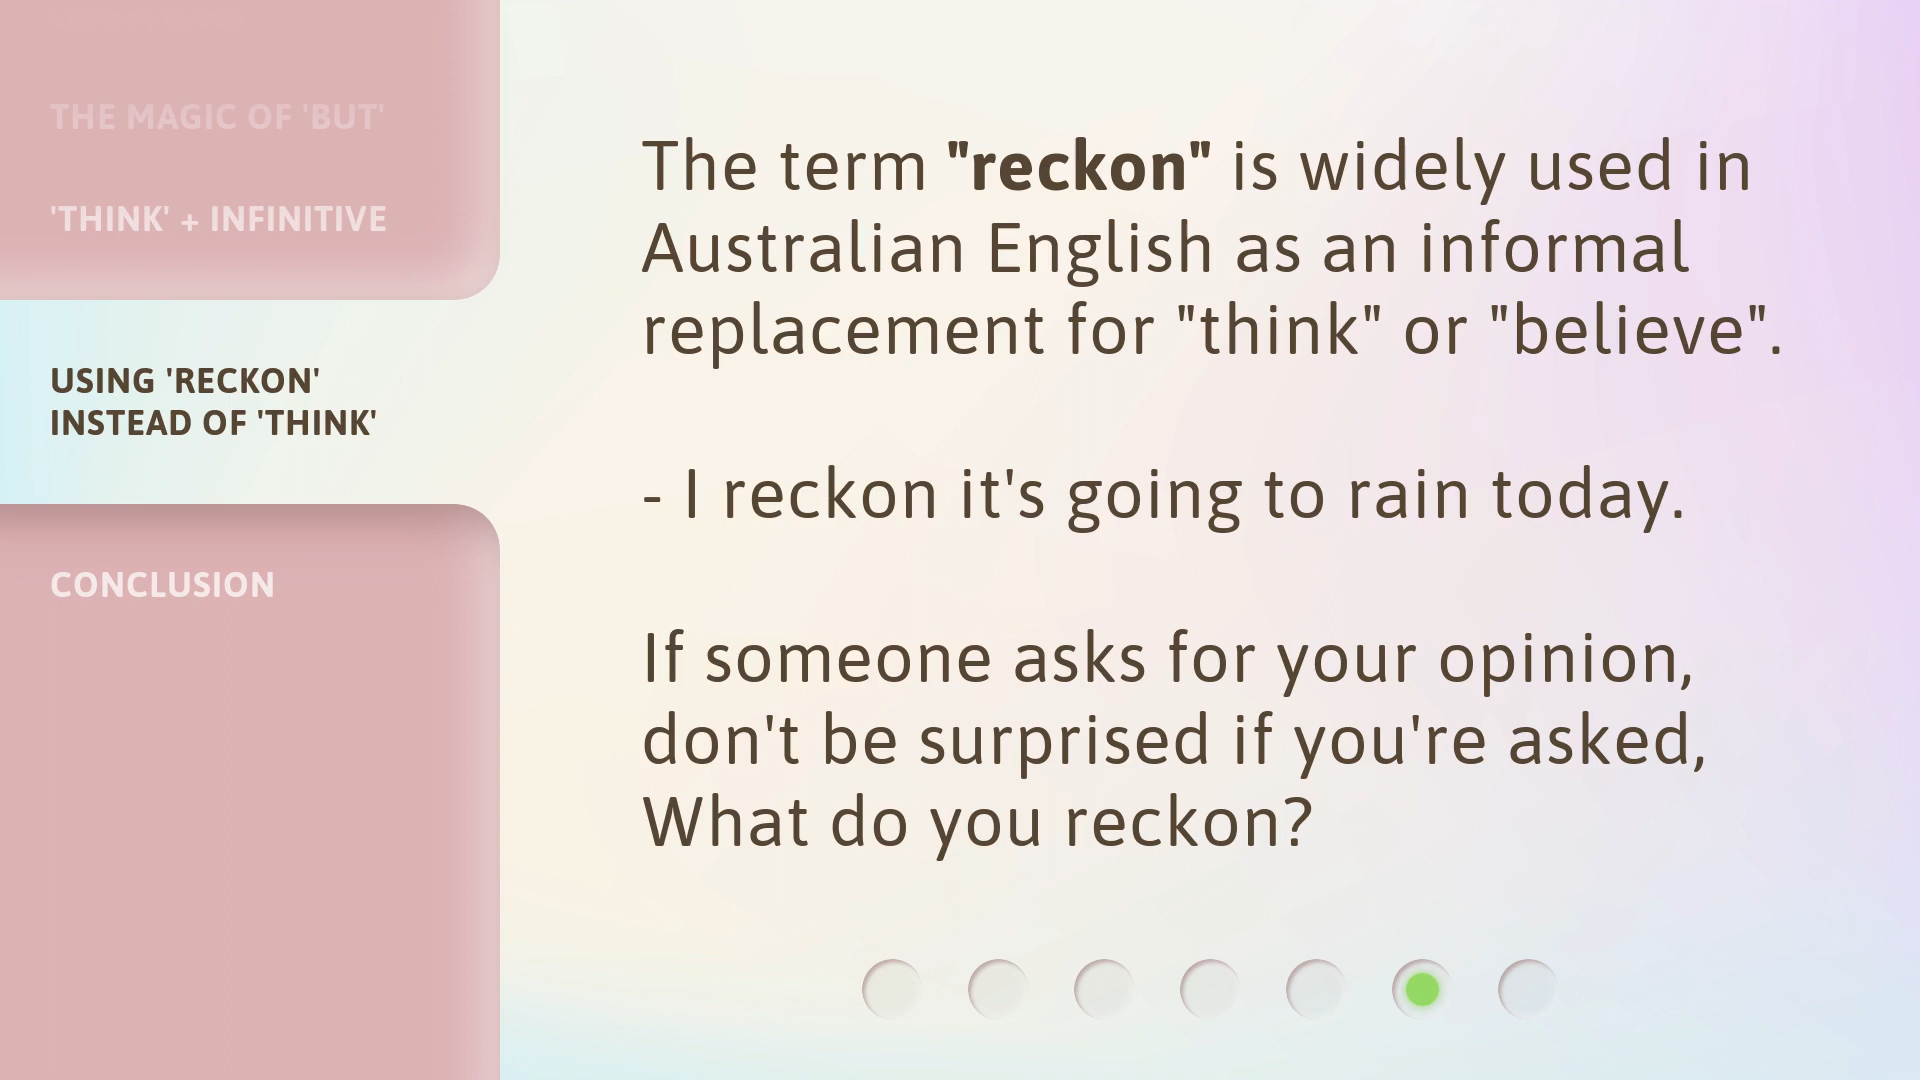 THE MAGIC OF 'BUT'
'THINK' + INFINITIVE
USING 'RECKON'
INSTEAD OF 'THINK'
CONCLUSION
The term "reckon" is widely used in
Australian English as an informal
replacement for "think" or "believe".
- I reckon it's going to rain today.
If someone asks for your opinion,
don't be surprised if you're asked,
What do you reckon?